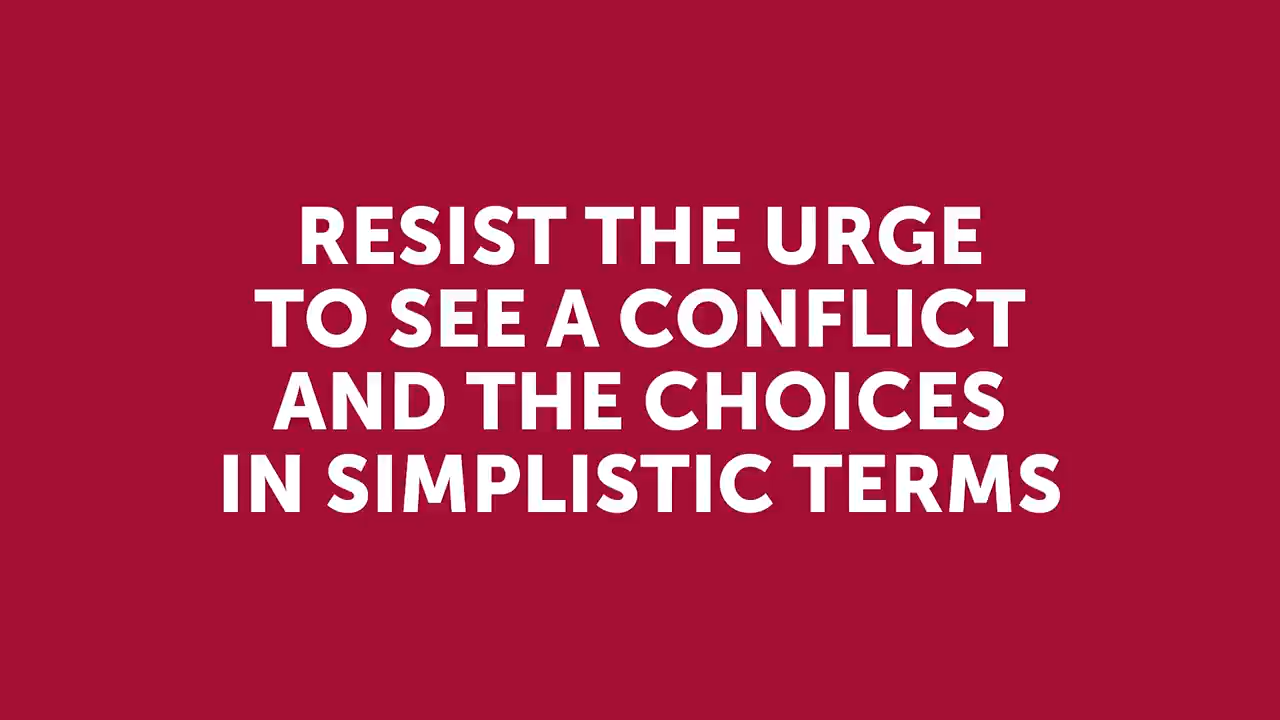 RESIST THE URGE
TO SEE A CONFLICT
AND THE CHOICES
IN SIMPLISTIC TERMS